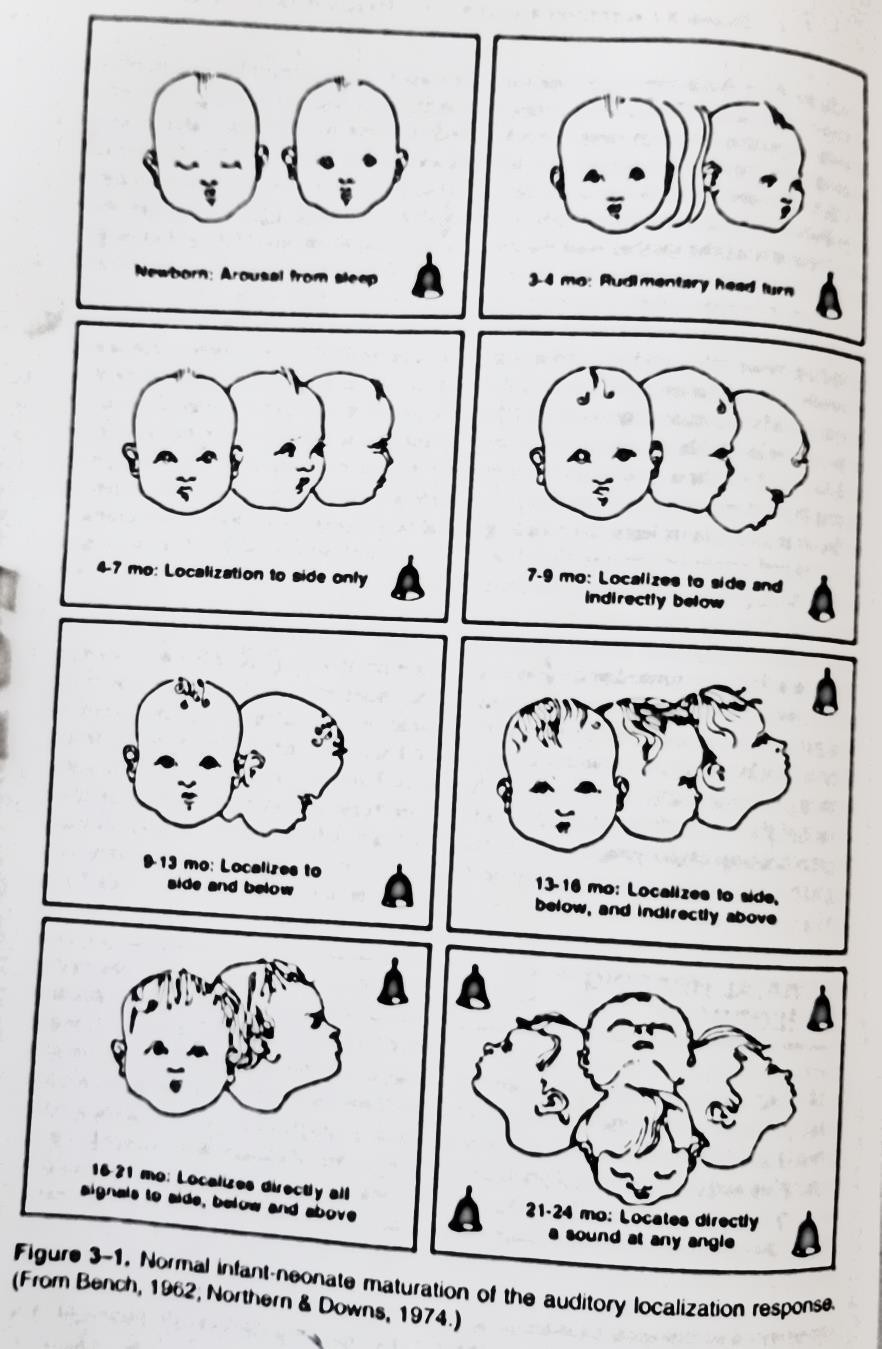 Newborn: Arousal from sleep
3-4 mo: Rudimentary head turn
4-7 mo: Localization to side only
7-9 mo: Localizes to side and
indirectly below
9-13 mo: Localizes to
side and below
13-16 mo: Localizes to side,
below, and indirectly above
16-21 mo: Localizes directly all
signals to side, below and above
21-24 mo: Locates directly
a sound at any angle
Figure 3-1. Normal infant-neonate maturation of the auditory localization response.
(From Bench, 1962; Northern & Downs, 1974.)